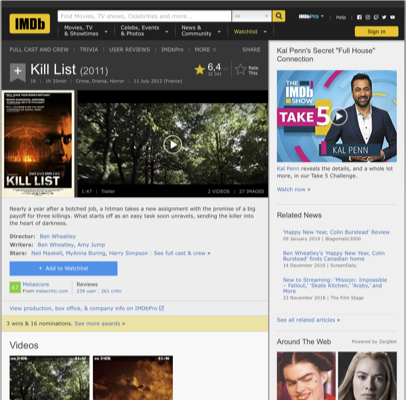 IMDb
Find Movies, TV shows, Celebrities and more...
All
Movies, TV
& Showtimes
Celebs, Events
& Photos
News &
Community
Watchlist
IMDbPro
Help
Sign in
FULL CAST AND CREW | TRIVIA | USER REVIEWS | IMDbPro | MORE
SHARE
Kill List (2011)
16 | 1h 35min | Crime, Drama, Horror | 11 July 2012 (France)
6,4
Rate
This
KILL LIST
1:47 | Trailer
2 VIDEOS | 27 IMAGES
Nearly a year after a botched job, a hitman takes a new assignment with the promise of a big
payoff for three killings. What starts off as an easy task soon unravels, sending the killer into
the heart of darkness.
Director: Ben Wheatley
Writers: Ben Wheatley, Amy Jump
Stars: Neil Maskell, MyAnna Buring, Harry Simpson | See full cast & crew »
+ Add to Watchlist
67
Metascore
From metacritic.com
Reviews
239 user | 261 critic
View production, box office, & company info on IMDbPro
3 wins & 16 nominations. See more awards »
Videos
Kal Penn's Secret "Full House"
Connection
THE
IMDb
SHOW
TAKE 5
KAL PENN
Kal Penn reveals the details, and a whole lot
more, in our Take 5 Challenge.
Watch now »
Related News
'Happy New Year, Colin Burstead' Review
09 January 2019 | Blogomatic3000
Ben Wheatley's 'Happy New Year, Colin
Burstead' finds Canadian home
14 December 2018 | ScreenDaily
New to Streaming: 'Mission: Impossible
– Fallout,' 'Skate Kitchen,' 'Araby,' and
More
23 November 2018 | The Film Stage
See all related articles »
Around The Web
Powered by ZergNet